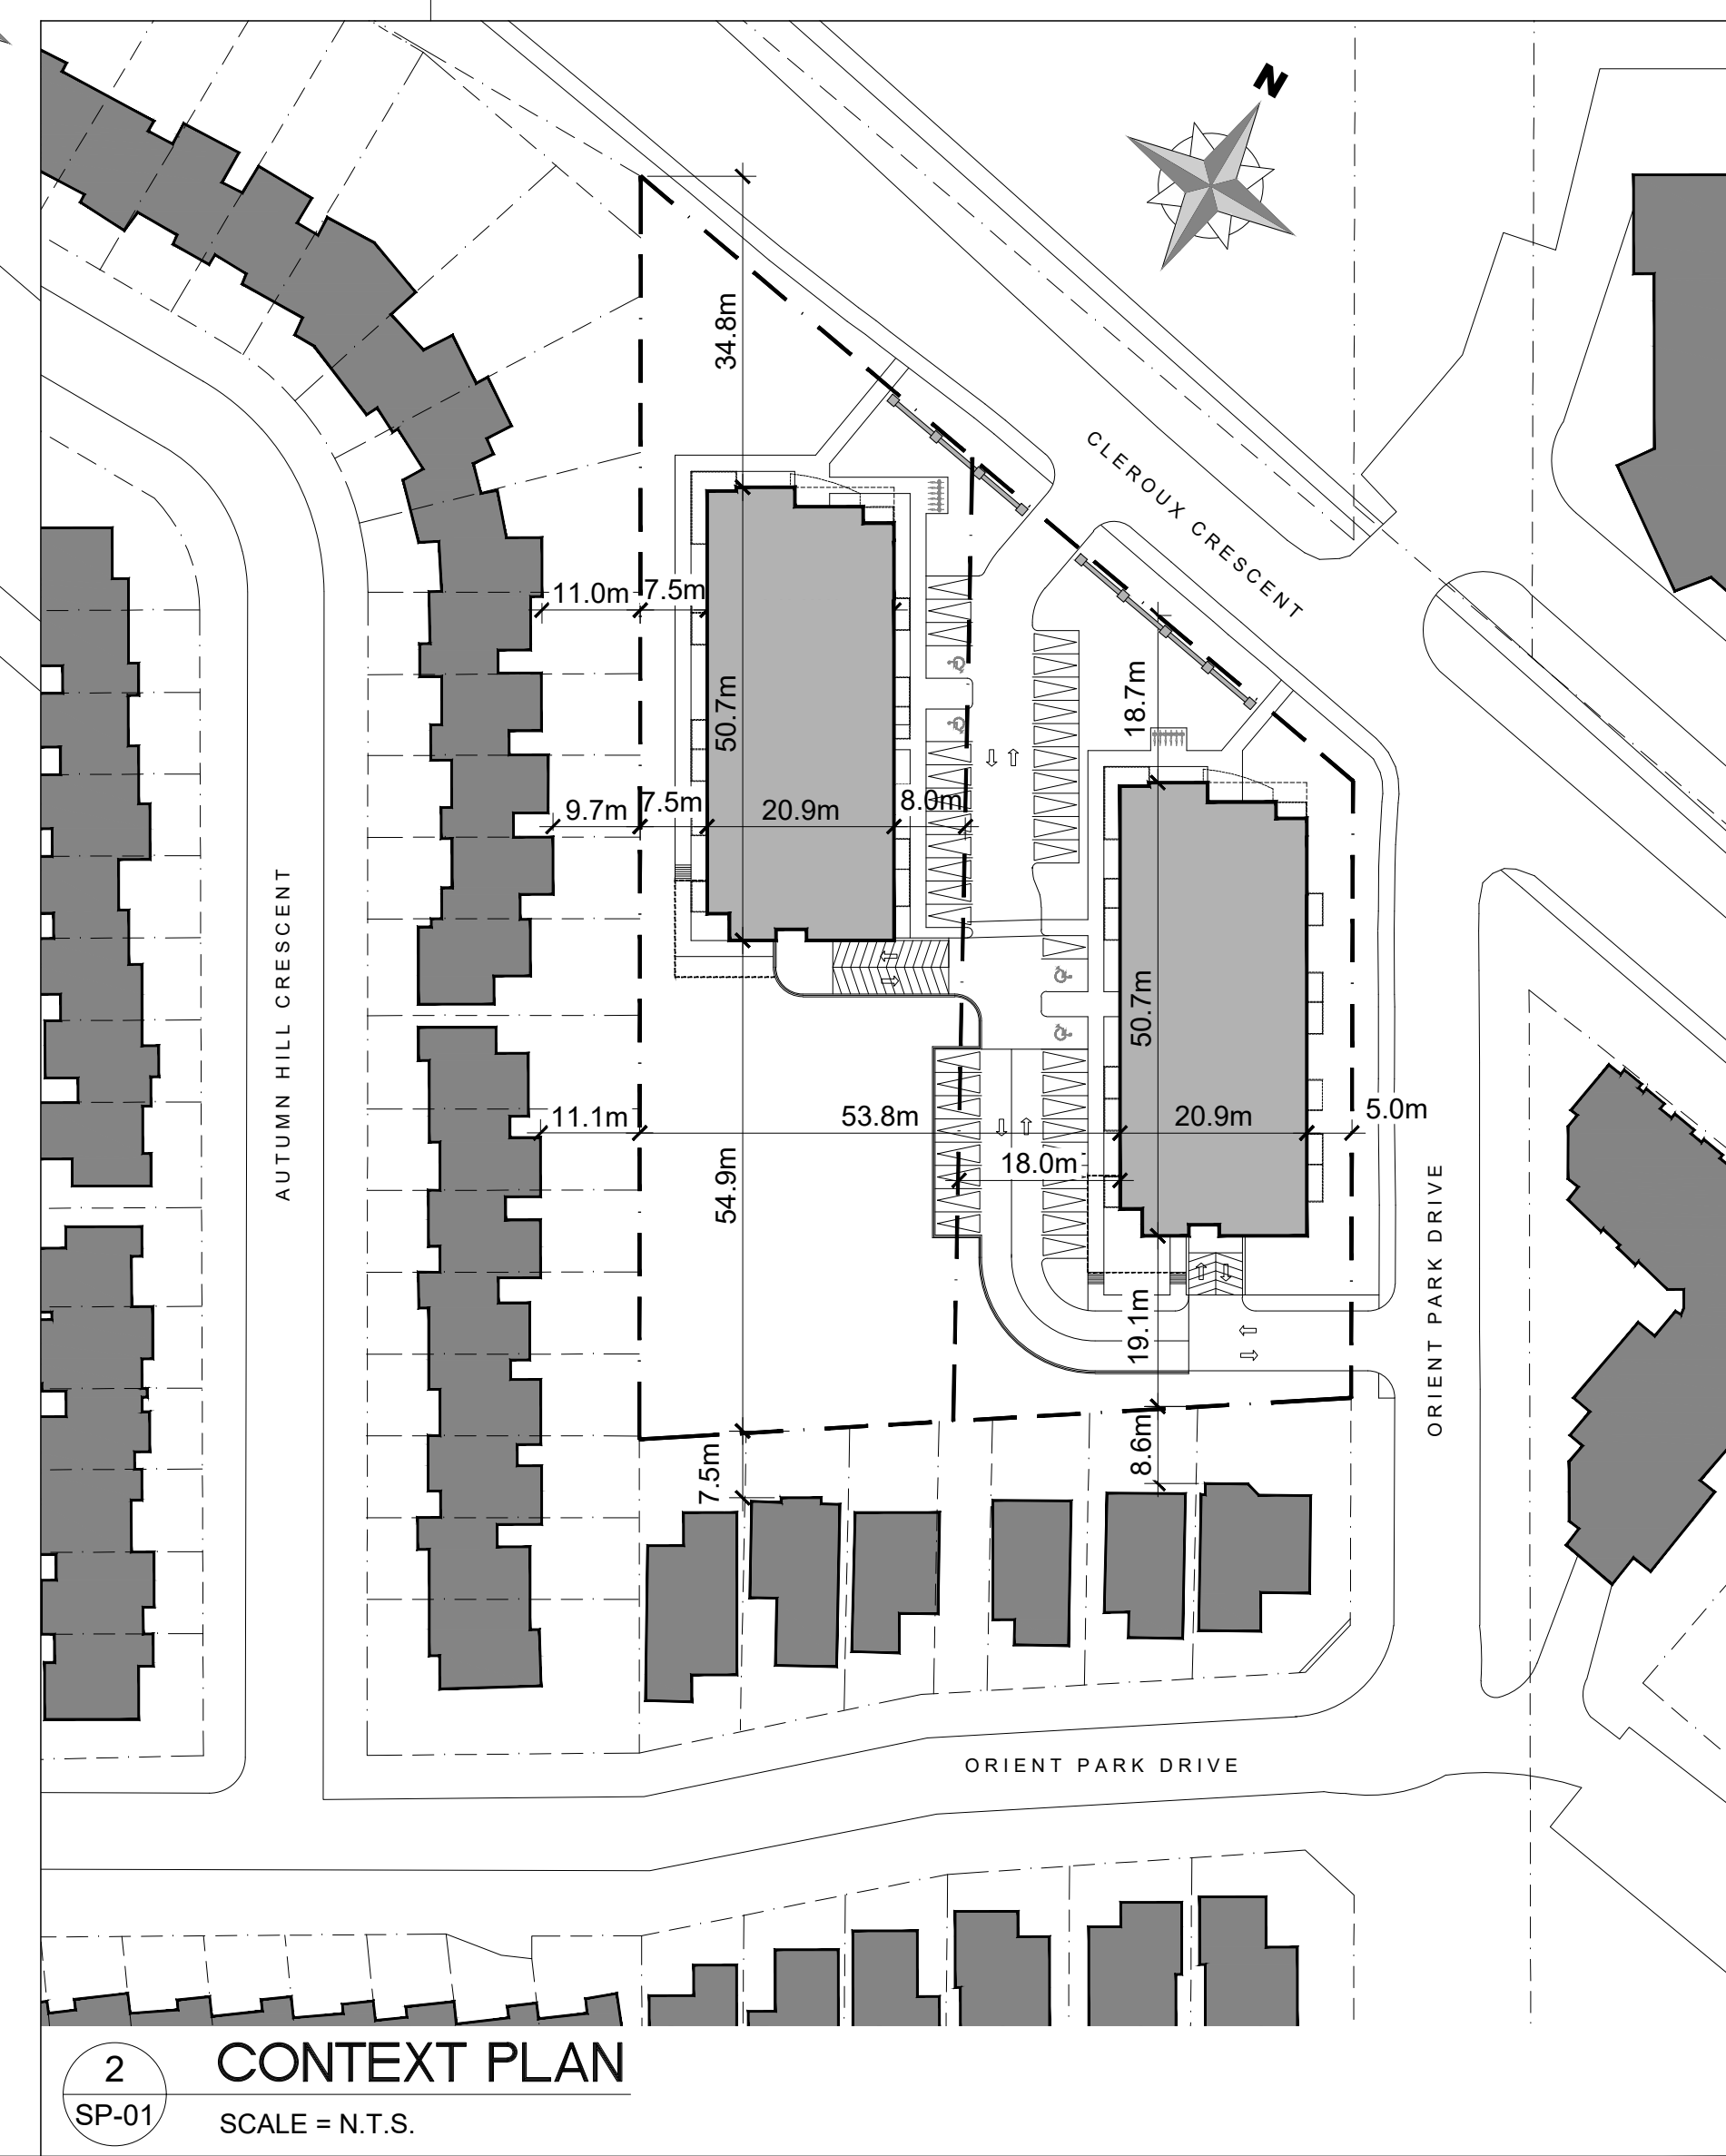 N
34.8m
CLEROUX CRESCENT
11.0m
7.5m
50.7m
18.7m
9.7m
7.5m
20.9m
8.0m
AUTUMN HILL CRESCENT
50.7m
11.1m
53.8m
20.9m
5.0m
18.0m
54.9m
ORIENT PARK DRIVE
19.1m
7.5m
8.6m
ORIENT PARK DRIVE
2
SP-01
CONTEXT PLAN
SCALE = N.T.S.